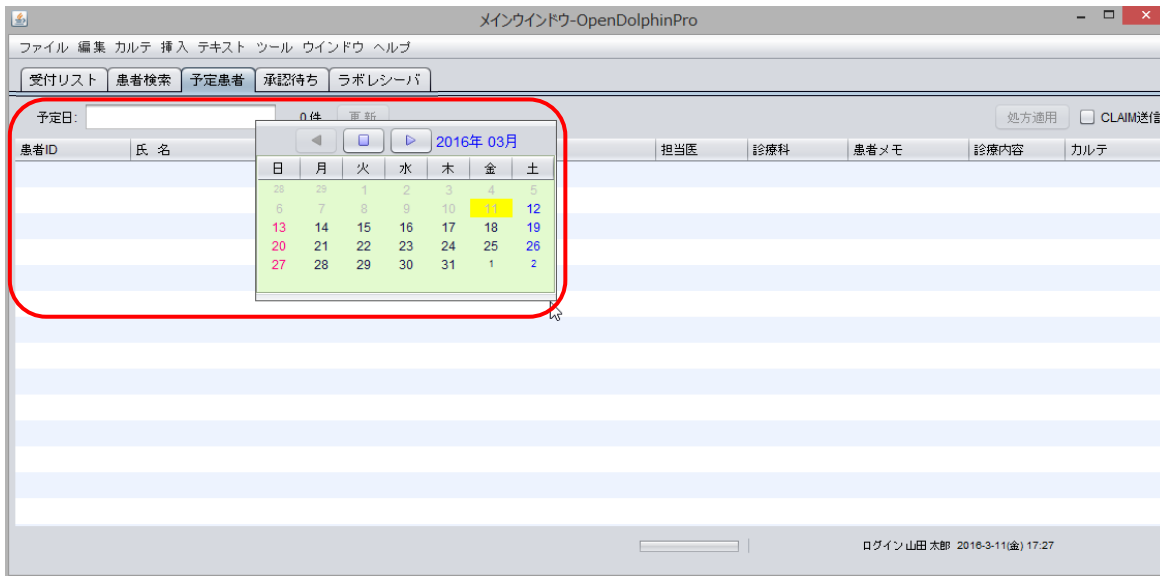 メインウインドウ-OpenDolphinPro
ファイル 編集 カルテ 挿入 テキスト ツール ウインドウ ヘルプ
受付リスト 患者検索 予定患者 承認待ち ラボレシーバ
予定日: 0件 更新 処方適用 CLAIM送信
患者ID 氏 名 担当医 診療科 患者メモ 診療内容 カルテ
2016年 03月
日 月 火 水 木 金 土
28 29 1 2 3 4 5
6 7 8 9 10 11 12
13 14 15 16 17 18 19
20 21 22 23 24 25 26
27 28 29 30 31 1 2
ログイン 山田 太郎 2016-3-11(金) 17:27